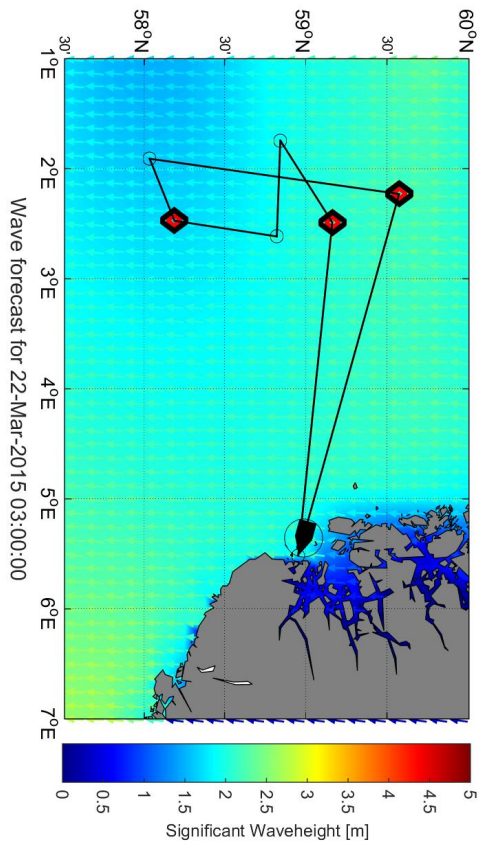 60°N
30'
59°N
30'
58°N
30'
1°E
2°E
3°E
4°E
5°E
6°E
7°E
Wave forecast for 22-Mar-2015 03:00:00
0
0.5
1
1.5
2
2.5
3
3.5
4
4.5
5
Significant Waveheight [m]